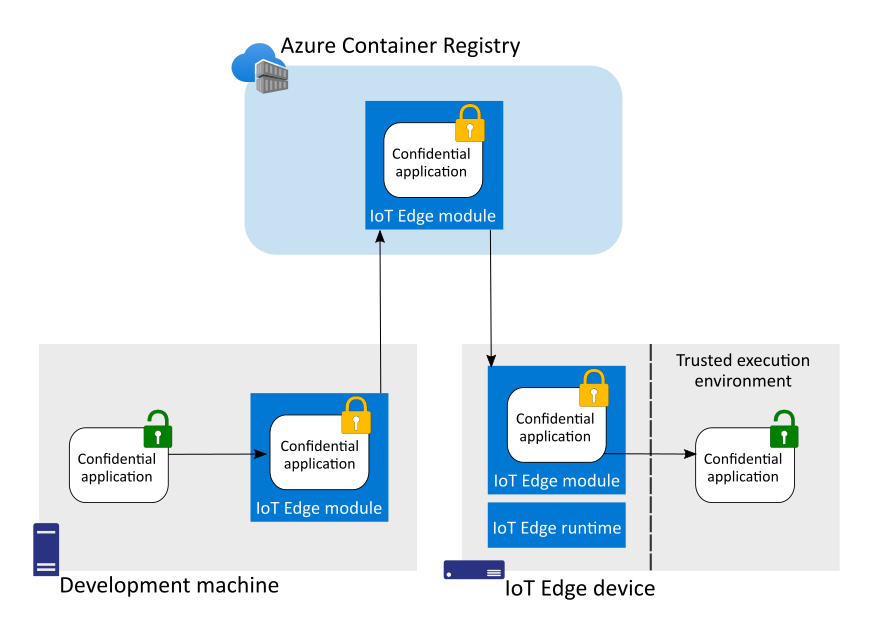 Azure Container Registry
Confidential
application
IoT Edge module
Confidential
application
Confidential
application
IoT Edge module
Development machine
Confidential
application
IoT Edge module
IoT Edge runtime
Trusted execution
environment
Confidential
application
IoT Edge device